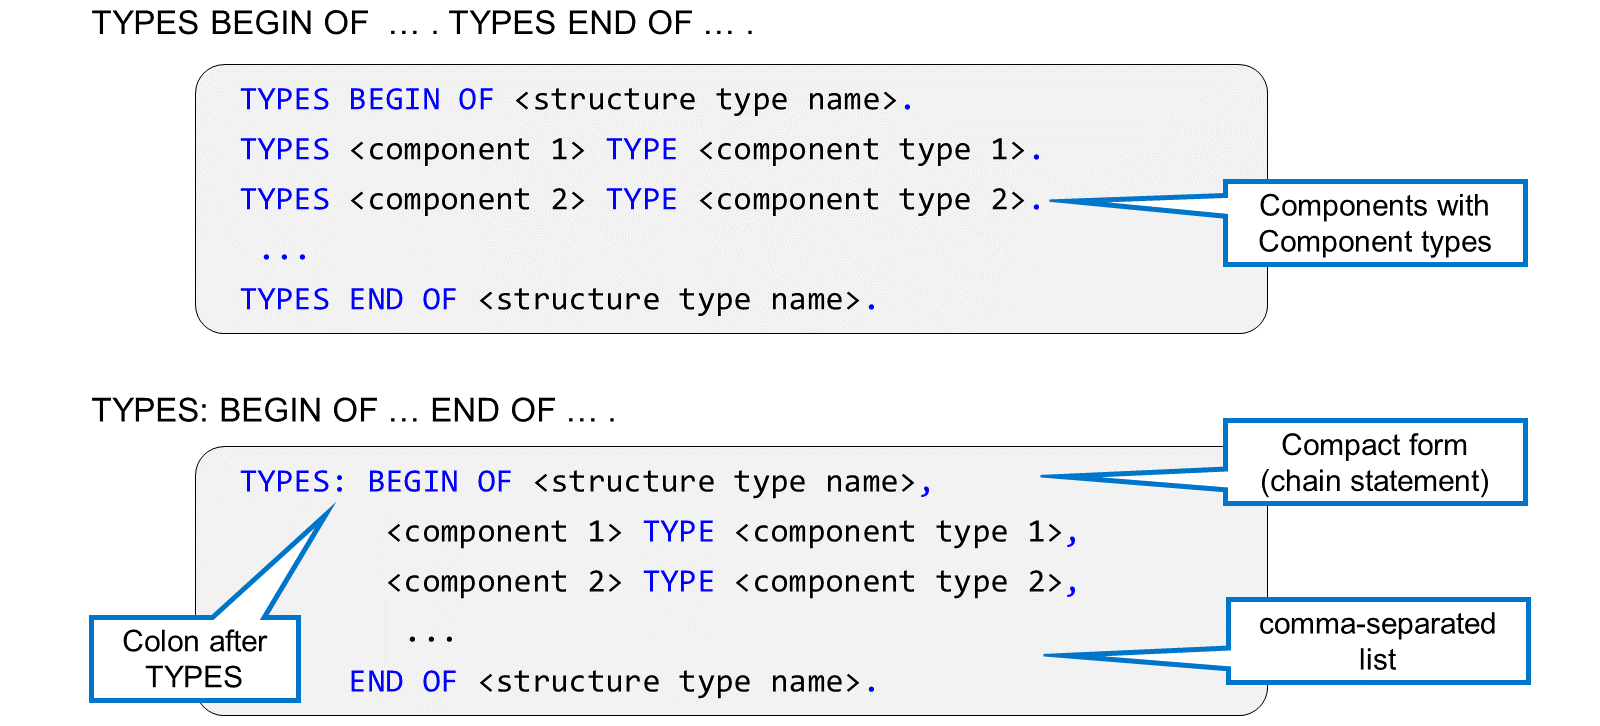 TYPES BEGIN OF ... . TYPES END OF ... .
TYPES BEGIN OF <structure type name>.
TYPES <component 1> TYPE <component type 1>.
TYPES <component 2> TYPE <component type 2>.
...
TYPES END OF <structure type name>.
Components with
Component types
TYPES: BEGIN OF ... END OF ... .
TYPES: BEGIN OF <structure type name>,
<component 1> TYPE <component type 1>,
<component 2> TYPE <component type 2>,
...
END OF <structure type name>.
Compact form
(chain statement)
Colon after
TYPES
comma-separated
list